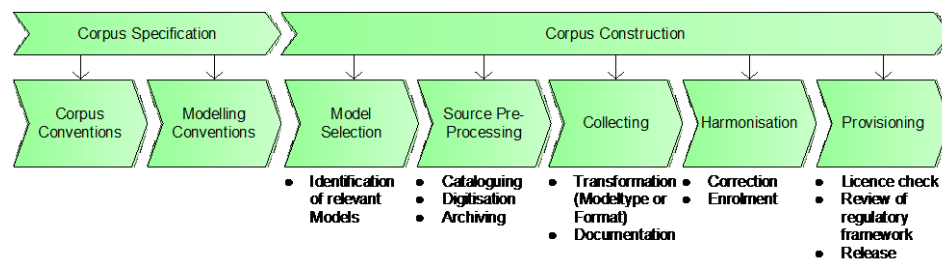 Corpus Specification
Corpus Construction
Corpus
Conventions
Modelling
Conventions
Model
Selection
Source Pre-
Processing
Collecting
Harmonisation
Provisioning
• Identification
of relevant
Models
• Cataloguing
• Digitisation
• Archiving
• Transformation
(Modeltype or
Format)
• Documentation
• Correction
• Enrolment
• Licence check
• Review of
regulatory
framework
• Release